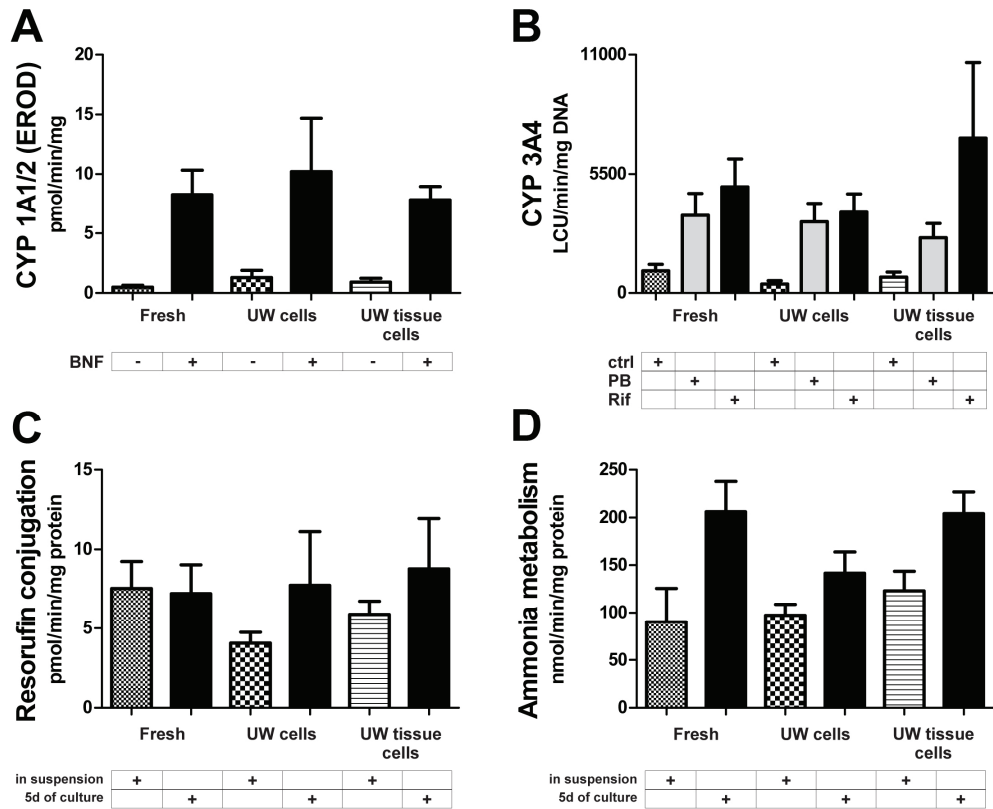 A
CYP 1A1/2 (EROD)
pmol/min/mg
20
15
10
5
0
Fresh UW cells UW tissue
cells
BNF - + - + - +
B
CYP 3A4
LCU/min/mg DNA
11000
5500
0
Fresh UW cells UW tissue
cells
ctrl + + +
PB + + +
Rif + + +
C
Resorufin conjugation
pmol/min/mg protein
15
10
5
0
Fresh UW cells UW tissue
cells
in suspension + + +
5d of culture + + +
D
Ammonia metabolism
nmol/min/mg protein
250
200
150
100
50
0
Fresh UW cells UW tissue
cells
in suspension + + +
5d of culture + + +